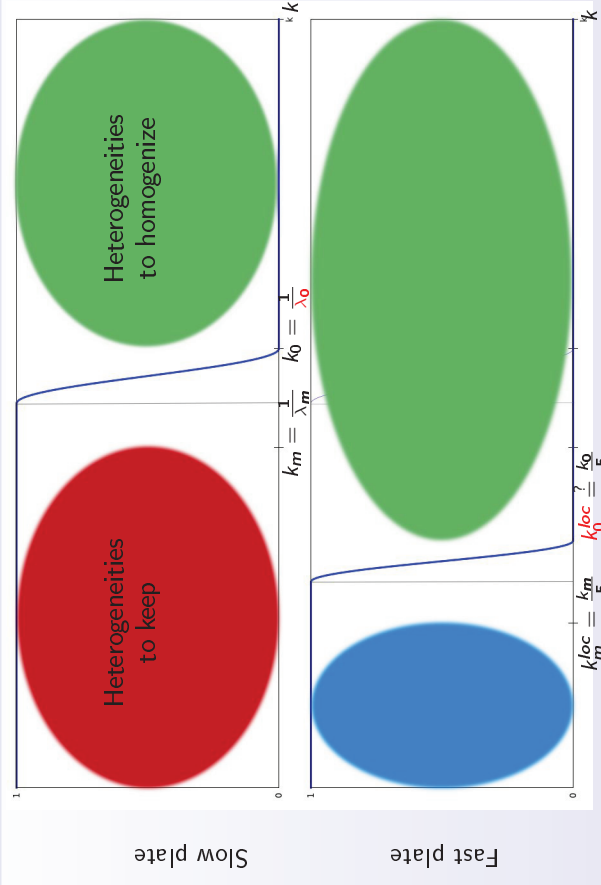 Slow plate
1
Heterogeneities
to keep
Heterogeneities
to homogenize
0
k_m = 1/λ_m
k_0 = 1/λ_0
k
k
Fast plate
1
0
k_m^loc = k_m/
k_0^loc ?= k_0/
k
k